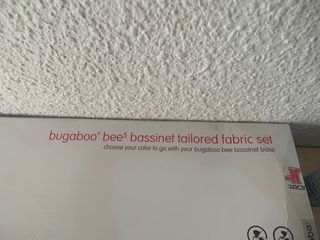 bugaboo® bee⁵ bassinet tailored fabric set
choose your color to go with your bugaboo bee bassinet base